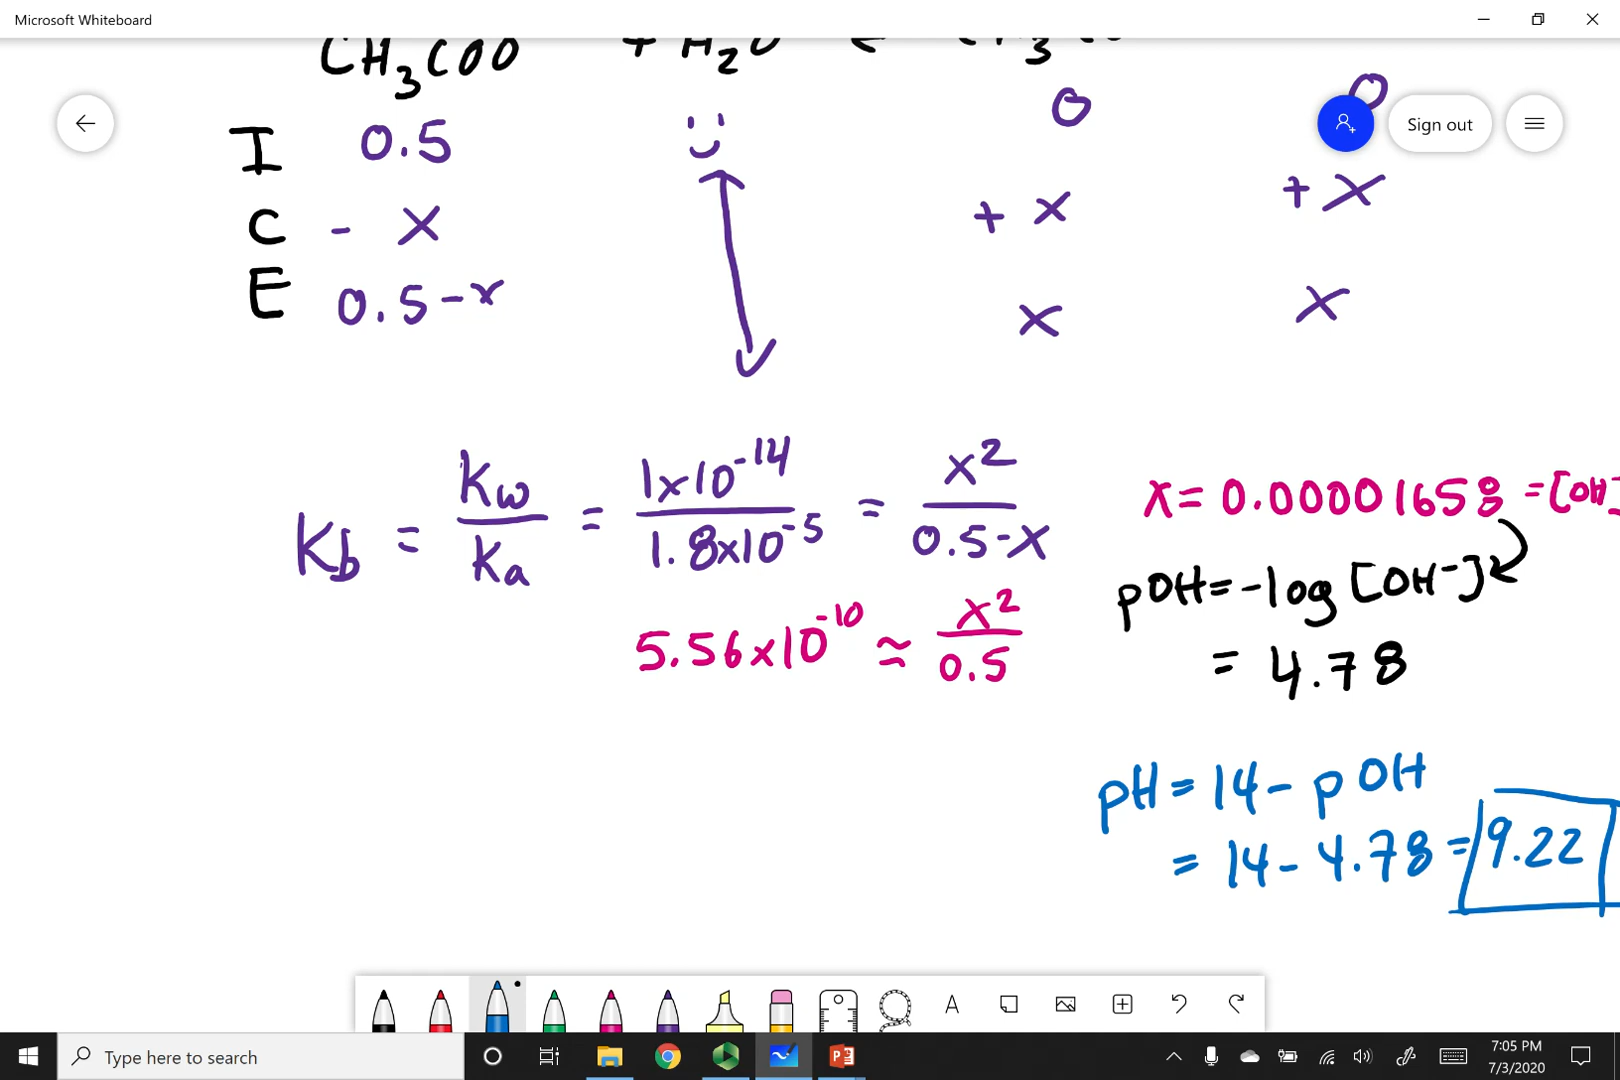 Microsoft Whiteboard
CH3COO + H2O
I 0.5 0 0
Sign out
C - x + x + x
E 0.5-x x x
Kb = Kw/Ka = 1x10^-14/1.8x10^-5 = x^2/0.5-x
x = 0.00001658 = [OH-]
5.56x10^-10 ≈ x^2/0.5
pOH = -log [OH-]
= 4.78
pH = 14 - pOH
= 14 - 4.78 = 9.22
A
Type here to search
7:05 PM
7/3/2020